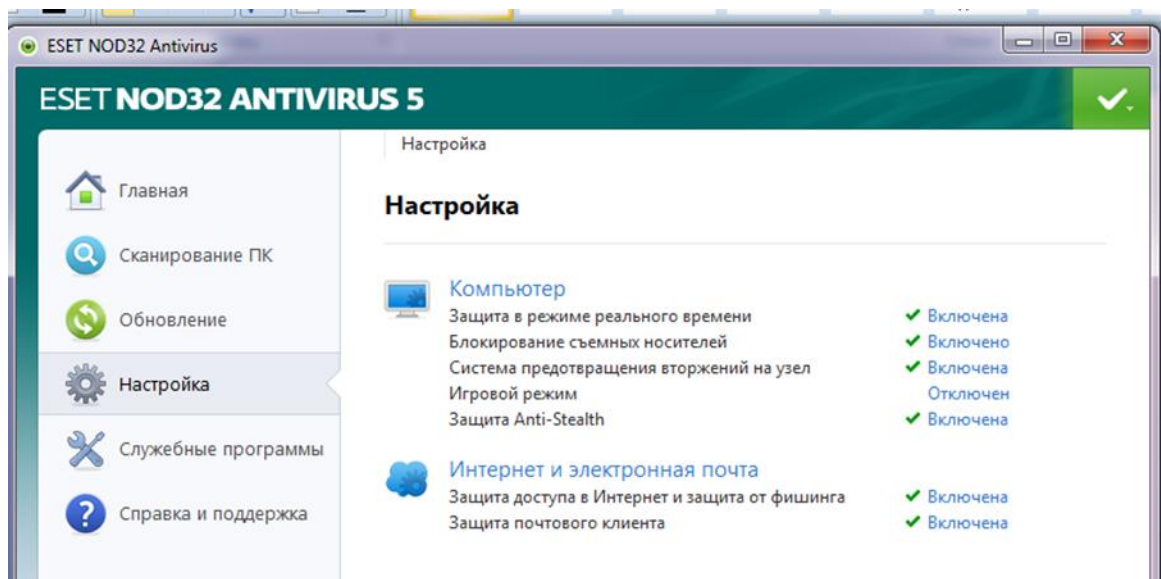 ESET NOD32 Antivirus
ESET NOD32 ANTIVIRUS 5
Главная
Сканирование ПК
Обновление
Настройка
Служебные программы
Справка и поддержка
Настройка
Настройка
Компьютер
Защита в режиме реального времени Включена
Блокирование съемных носителей Включено
Система предотвращения вторжений на узел Включена
Игровой режим Отключен
Защита Anti-Stealth Включена
Интернет и электронная почта
Защита доступа в Интернет и защита от фишинга Включена
Защита почтового клиента Включена